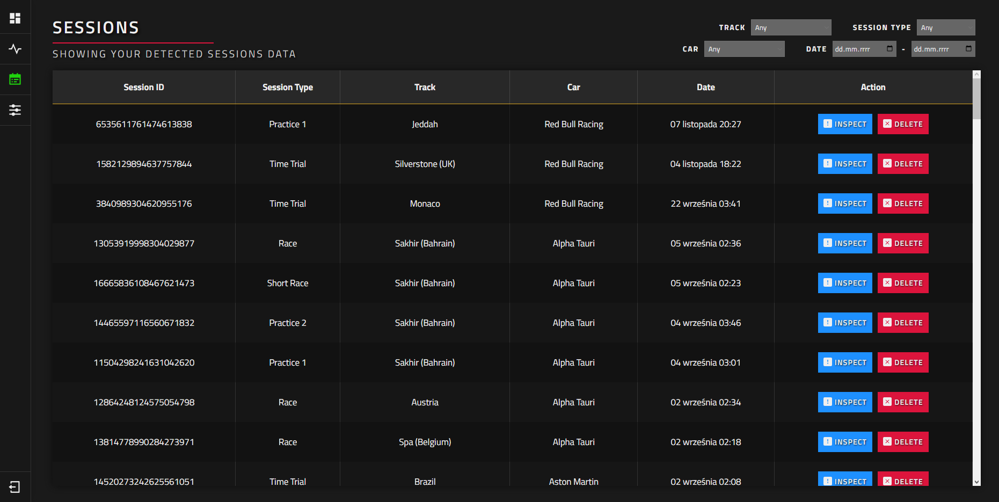 SESSIONS
SHOWING YOUR DETECTED SESSIONS DATA
TRACK Any SESSION TYPE Any
CAR Any DATE dd.mm.rrrr - dd.mm.rrrr
Session ID Session Type Track Car Date Action
6535611761474613838 Practice 1 Jeddah Red Bull Racing 07 listopada 20:27 INSPECT DELETE
1582129894637757844 Time Trial Silverstone (UK) Red Bull Racing 04 listopada 18:22 INSPECT DELETE
3840989304620955176 Time Trial Monaco Red Bull Racing 22 września 03:41 INSPECT DELETE
13053919998304029877 Race Sakhir (Bahrain) Alpha Tauri 05 września 02:36 INSPECT DELETE
16665836108467621473 Short Race Sakhir (Bahrain) Alpha Tauri 05 września 02:23 INSPECT DELETE
14465597116560671832 Practice 2 Sakhir (Bahrain) Alpha Tauri 04 września 03:46 INSPECT DELETE
11504298241631042620 Practice 1 Sakhir (Bahrain) Alpha Tauri 04 września 03:01 INSPECT DELETE
12864248124575054798 Race Austria Alpha Tauri 02 września 02:34 INSPECT DELETE
13814778990284273971 Race Spa (Belgium) Alpha Tauri 02 września 02:18 INSPECT DELETE
14520273242625561051 Time Trial Brazil Aston Martin 02 września 02:08 INSPECT DELETE